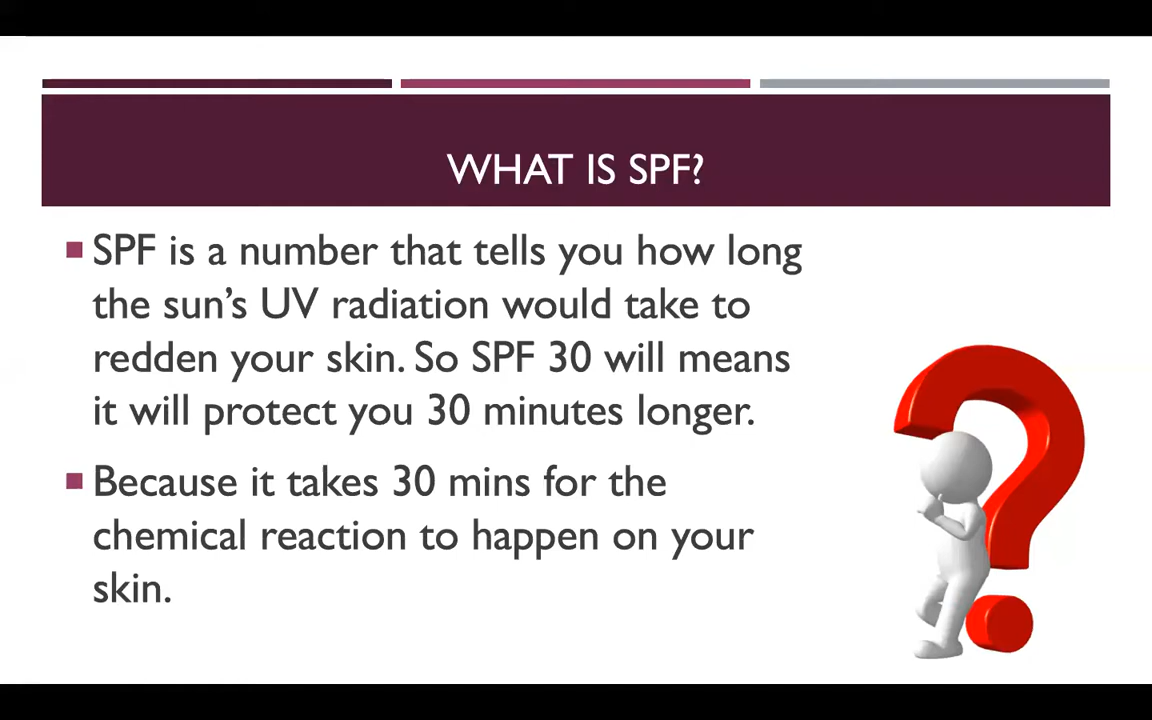 WHAT IS SPF?
SPF is a number that tells you how long
the sun's UV radiation would take to
redden your skin. So SPF 30 will means
it will protect you 30 minutes longer.
Because it takes 30 mins for the
chemical reaction to happen on your
skin.